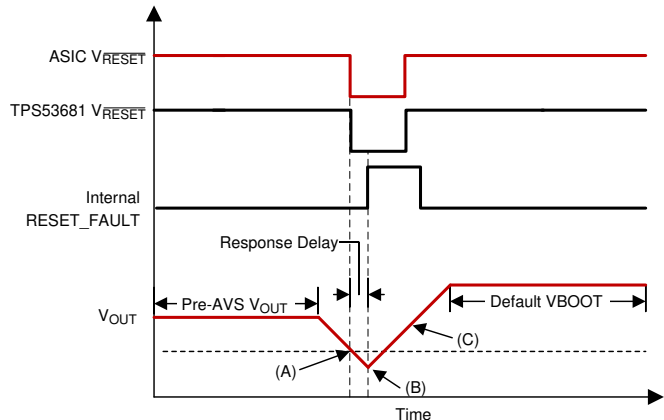 ASIC VRESET
TPS53681 VRESET
Internal
RESET_FAULT
Response Delay
Pre-AVS VOUT
Default VBOOT
VOUT
(A)
(B)
(C)
Time